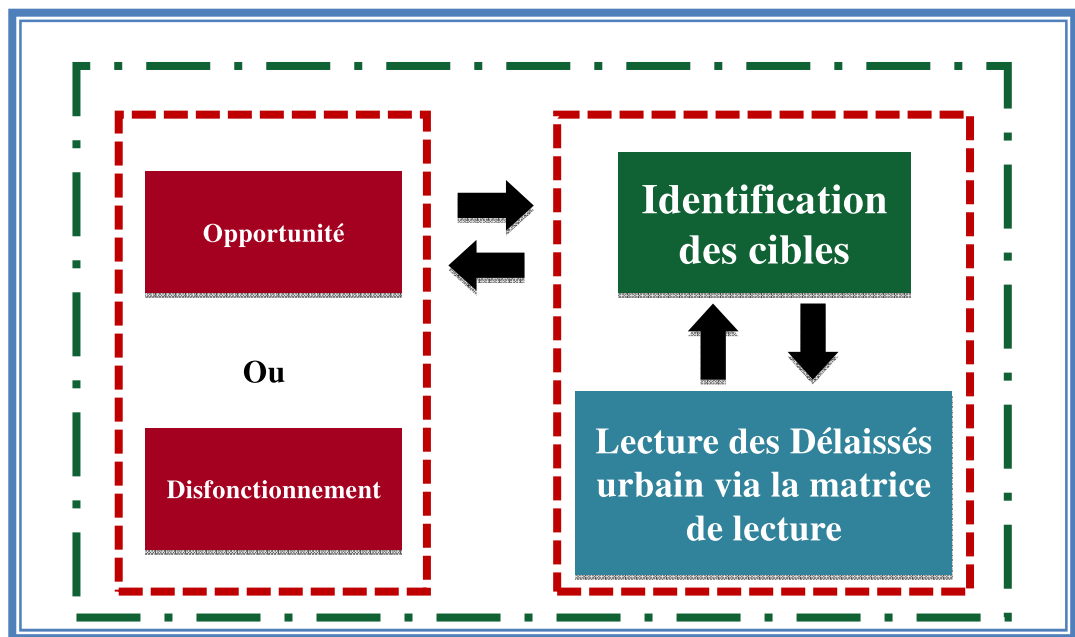 Opportunité
Ou
Disfonctionnement
Identification
des cibles
Lecture des Délaissés
urbain via la matrice
de lecture